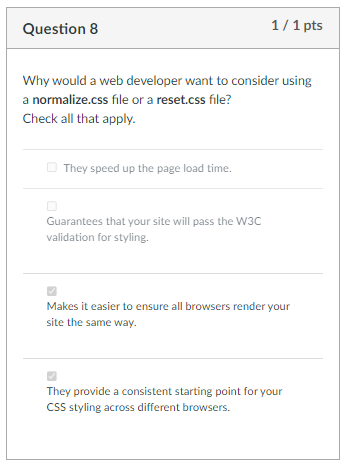 Question 8
1 / 1 pts
Why would a web developer want to consider using
a normalize.css file or a reset.css file?
Check all that apply.
They speed up the page load time.
Guarantees that your site will pass the W3C
validation for styling.
Makes it easier to ensure all browsers render your
site the same way.
They provide a consistent starting point for your
CSS styling across different browsers.